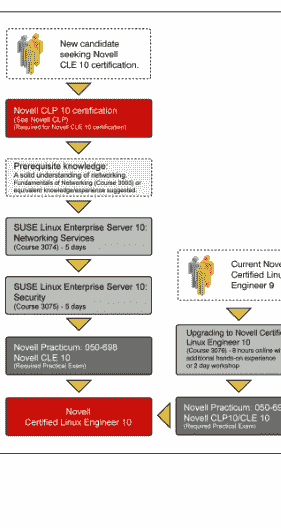 New candidate
seeking Novell
CLE 10 certification.
Novell CLP 10 certification
(See Novell CLP)
(Required for Novell CLE 10 certification)
Prerequisite knowledge:
A solid understanding of networking.
Fundamentals of Networking (Course 3003) or
equivalent knowledge/experience suggested.
SUSE Linux Enterprise Server 10:
Networking Services
(Course 3074) - 5 days
SUSE Linux Enterprise Server 10:
Security
(Course 3075) - 5 days
Novell Practicum: 050-698
Novell CLE 10
(Required Practical Exam)
Novell
Certified Linux Engineer 10
Current Nove
Certified Linu
Engineer 9
Upgrading to Novell Certifie
Linux Engineer 10
(Course 3076) - 8 hours online wi
additional hands-on experience
or 2 day workshop
Novell Practicum: 050-69
Novell CLP10/CLE 10
(Required Practical Exam)